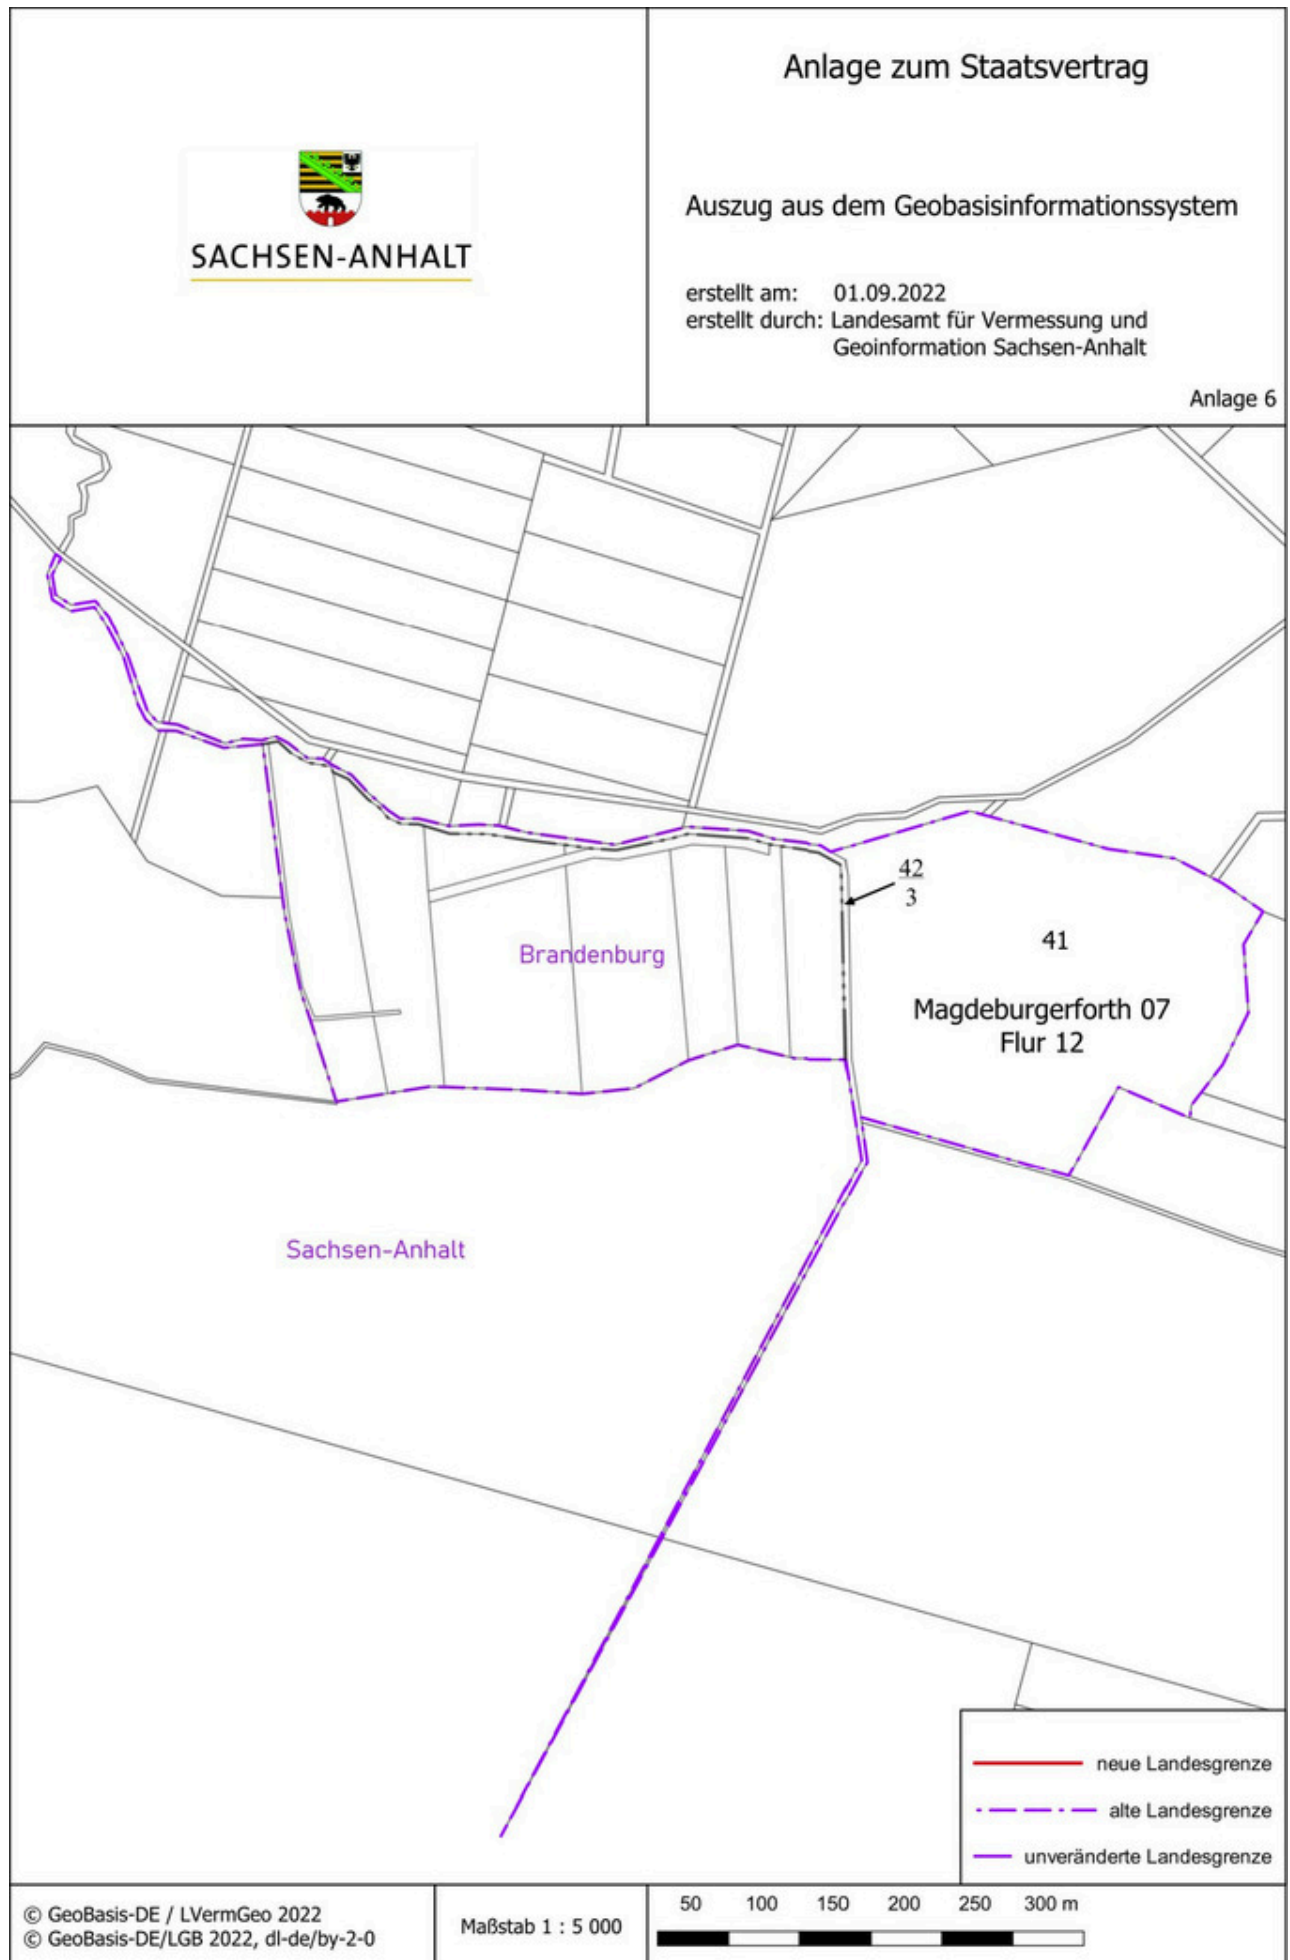 SACHSEN-ANHALT
Anlage zum Staatsvertrag
Auszug aus dem Geobasisinformationssystem
erstellt am: 01.09.2022
erstellt durch: Landesamt für Vermessung und
Geoinformation Sachsen-Anhalt
Anlage 6
42
3
41
Brandenburg
Magdeburgerforth 07
Flur 12
Sachsen-Anhalt
neue Landesgrenze
alte Landesgrenze
unveränderte Landesgrenze
© GeoBasis-DE / LVermGeo 2022
© GeoBasis-DE/LGB 2022, dl-de/by-2-0
Maßstab 1 : 5 000
50 100 150 200 250 300 m